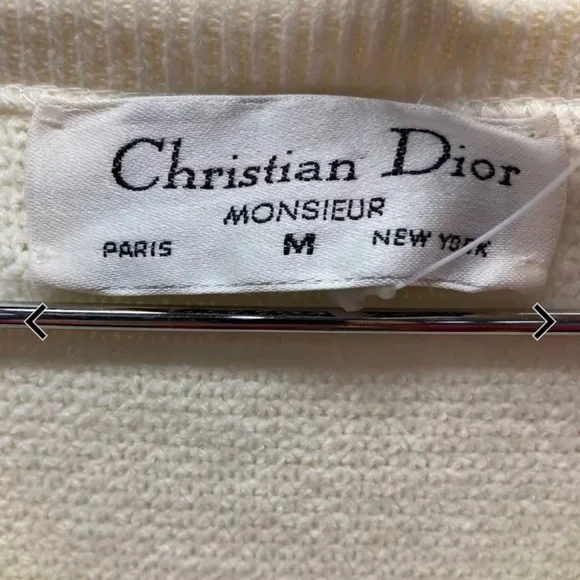 Christian Dior
MONSIEUR
PARIS M NEW YORK